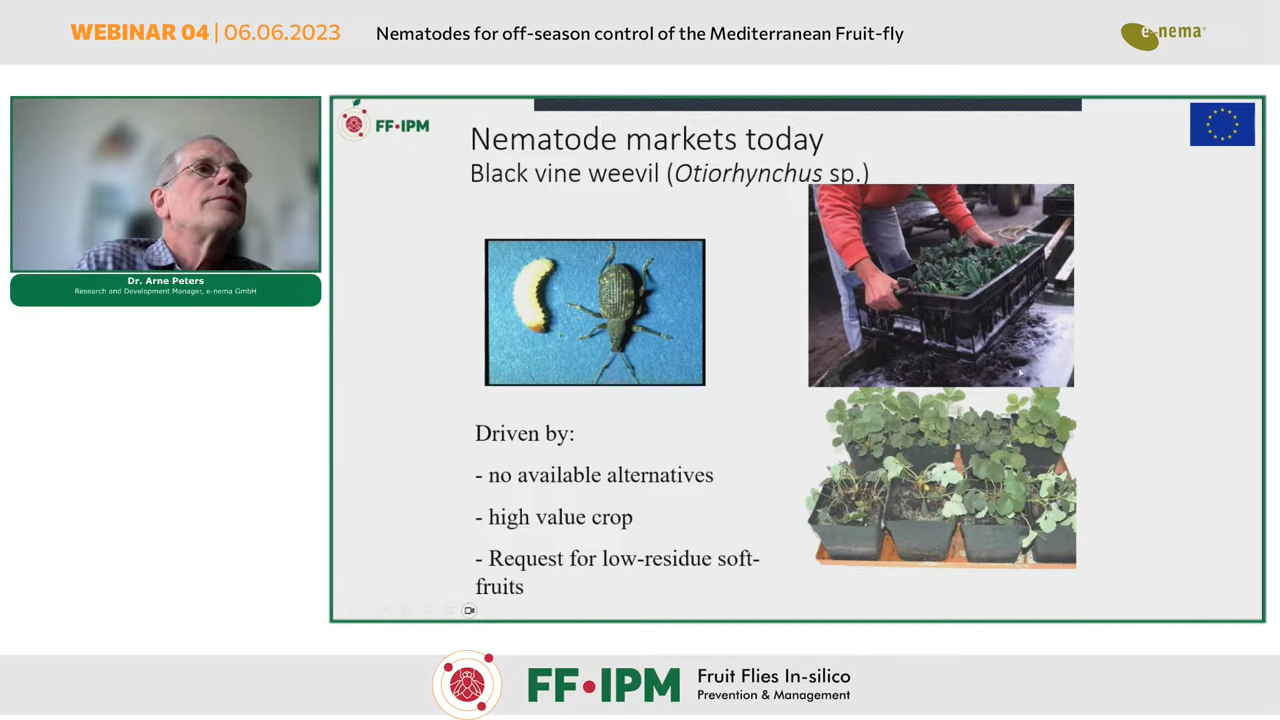 WEBINAR 04 | 06.06.2023
Nematodes for off-season control of the Mediterranean Fruit-fly
e-nema
FF·IPM
Nematode markets today
Black vine weevil (Otiorhynchus sp.)
Dr. Arne Peters
Research and Development Manager, e-nema GmbH
Driven by:
- no available alternatives
- high value crop
- Request for low-residue soft-
fruits
FF·IPM
Fruit Flies In-silico
Prevention & Management